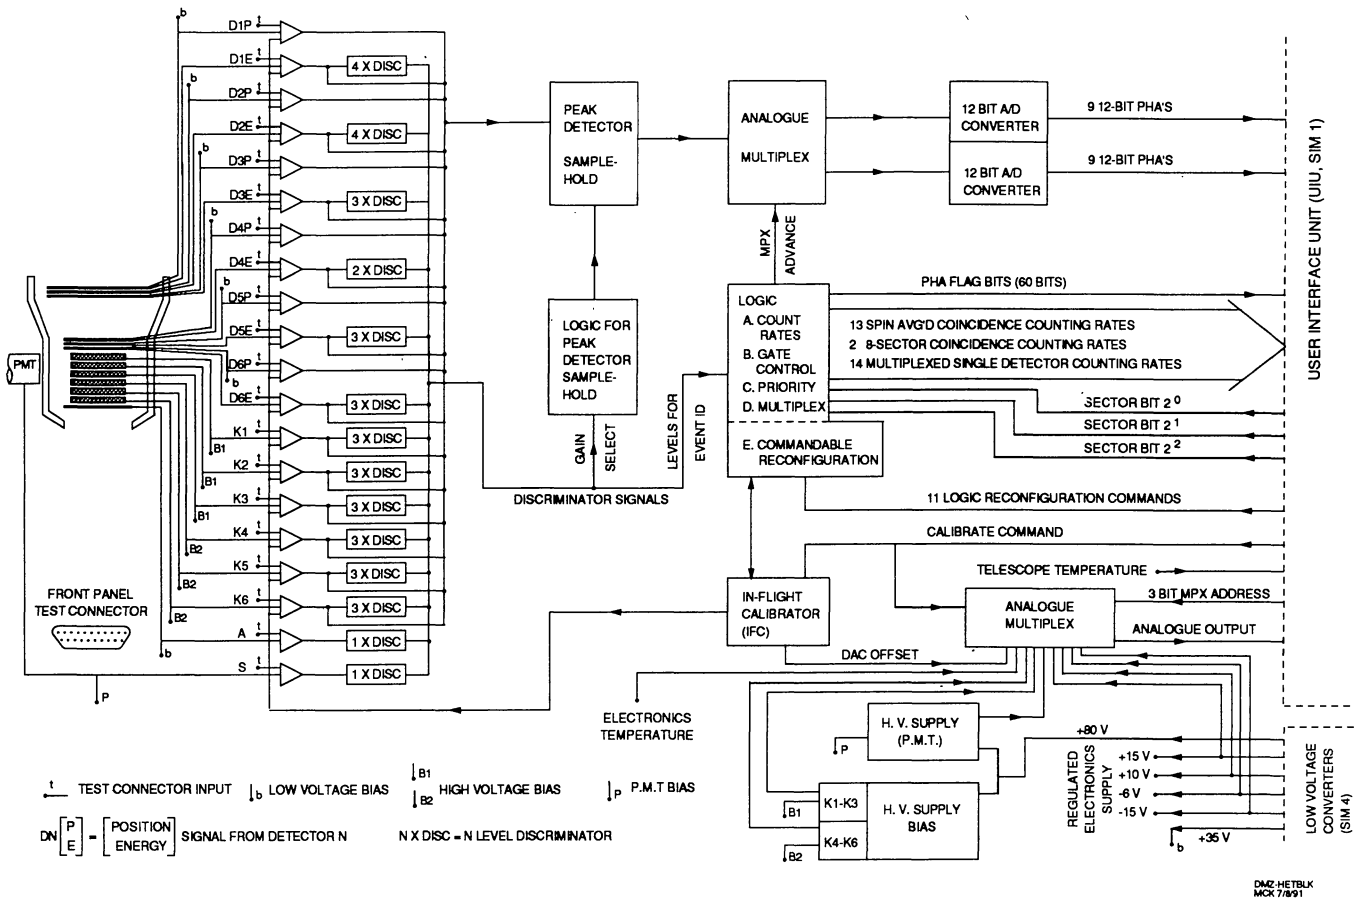 b
D1P t
D1E t
4 X DISC
b
D2P t
D2E t
4 X DISC
b
D3P t
D3E t
3 X DISC
b
D4P t
D4E t
2 X DISC
b
D5P t
D5E t
3 X DISC
D6P t
b
D6E t
3 X DISC
K1 t
3 X DISC
B1
K2 t
3 X DISC
B1
K3 t
3 X DISC
B1
K4 t
3 X DISC
B2
K5 t
3 X DISC
B2
K6 t
3 X DISC
B2
A t
1 X DISC
b
S t
1 X DISC
P
PMT
FRONT PANEL
TEST CONNECTOR
PEAK
DETECTOR
SAMPLE-
HOLD
ANALOGUE
MULTIPLEX
12 BIT A/D
CONVERTER
12 BIT A/D
CONVERTER
9 12-BIT PHA'S
9 12-BIT PHA'S
MPX
ADVANCE
LOGIC FOR
PEAK
DETECTOR
SAMPLE-
HOLD
GAIN
SELECT
DISCRIMINATOR SIGNALS
LEVELS FOR
EVENT ID
LOGIC
A. COUNT
RATES
B. GATE
CONTROL
C. PRIORITY
D. MULTIPLEX
E. COMMANDABLE
RECONFIGURATION
PHA FLAG BITS (60 BITS)
13 SPIN AVG'D COINCIDENCE COUNTING RATES
2 8-SECTOR COINCIDENCE COUNTING RATES
14 MULTIPLEXED SINGLE DETECTOR COUNTING RATES
SECTOR BIT 2 0
SECTOR BIT 2 1
SECTOR BIT 2 2
11 LOGIC RECONFIGURATION COMMANDS
CALIBRATE COMMAND
TELESCOPE TEMPERATURE
3 BIT MPX ADDRESS
IN-FLIGHT
CALIBRATOR
(IFC)
ANALOGUE
MULTIPLEX
ANALOGUE OUTPUT
DAC OFFSET
ELECTRONICS
TEMPERATURE
H. V. SUPPLY
(P.M.T.)
P
K1-K3
B1
K4-K6
B2
H. V. SUPPLY
BIAS
+80 V
+15 V
+10 V
-6 V
-15 V
+35 V
b
REGULATED
ELECTRONICS
SUPPLY
USER INTERFACE UNIT (UIU, SIM 1)
LOW VOLTAGE
CONVERTERS
(SIM 4)
t TEST CONNECTOR INPUT
b LOW VOLTAGE BIAS
B1
B2 HIGH VOLTAGE BIAS
P P.M.T BIAS
DN [P E] = [POSITION ENERGY] SIGNAL FROM DETECTOR N
N X DISC = N LEVEL DISCRIMINATOR
DMZ-HETBLK
MCK 7/8/91